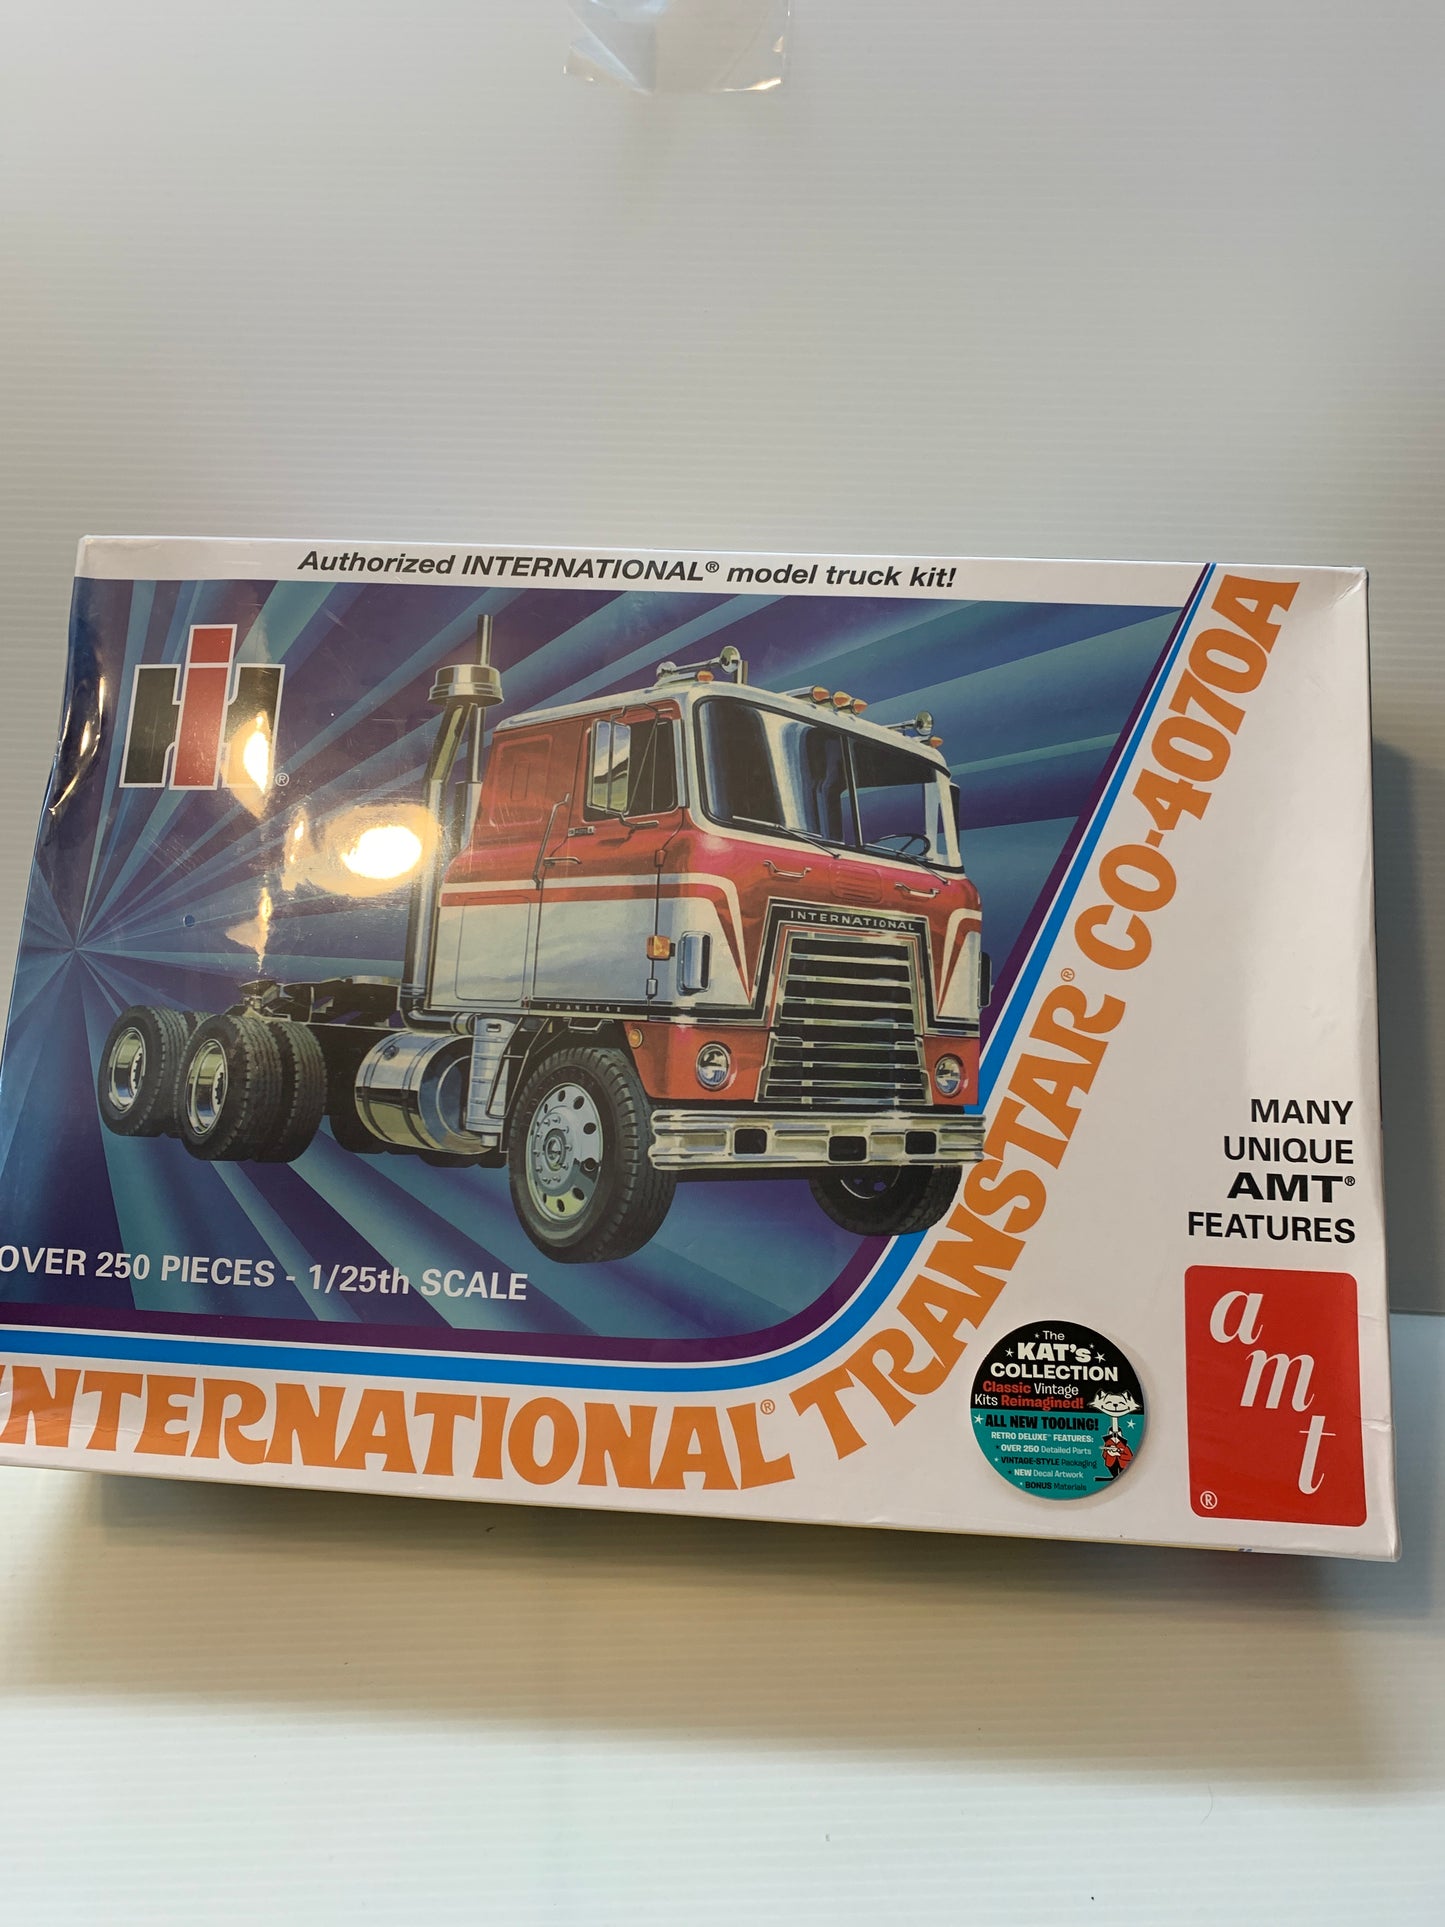 Authorized INTERNATIONAL® model truck kit!
IH®
INTERNATIONAL
TRANSTAR
OVER 250 PIECES - 1/25th SCALE
INTERNATIONAL® TRANSTAR® CO-4070A
MANY
UNIQUE
AMT®
FEATURES
The
KAT's
COLLECTION
Classic Vintage
Kits Reimagined!
ALL NEW TOOLING!
RETRO DELUXE™ FEATURES:
OVER 250 Detailed Parts
VINTAGE-STYLE Packaging
NEW Decal Artwork
BONUS Materials
amt
®